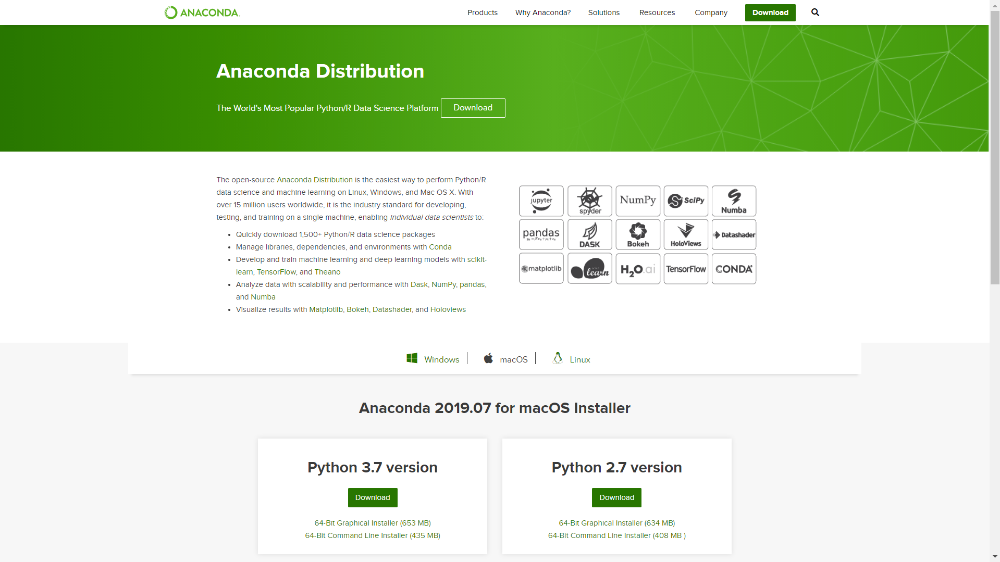 ANACONDA.
Products
Why Anaconda?
Solutions
Resources
Company
Download
Anaconda Distribution
The World's Most Popular Python/R Data Science Platform
Download
The open-source Anaconda Distribution is the easiest way to perform Python/R
data science and machine learning on Linux, Windows, and Mac OS X. With
over 15 million users worldwide, it is the industry standard for developing,
testing, and training on a single machine, enabling individual data scientists to:
Quickly download 1,500+ Python/R data science packages
Manage libraries, dependencies, and environments with Conda
Develop and train machine learning and deep learning models with scikit-
learn, TensorFlow, and Theano
Analyze data with scalability and performance with Dask, NumPy, pandas,
and Numba
Visualize results with Matplotlib, Bokeh, Datashader, and Holoviews
jupyter
spyder
NumPy
SciPy
Numba
pandas
DASK
Bokeh
HoloViews
Datashader
matplotlib
learn
H2O.ai
TensorFlow
CONDA
Windows
macOS
Linux
Anaconda 2019.07 for macOS Installer
Python 3.7 version
Download
64-Bit Graphical Installer (653 MB)
64-Bit Command Line Installer (435 MB)
Python 2.7 version
Download
64-Bit Graphical Installer (634 MB)
64-Bit Command Line Installer (408 MB )